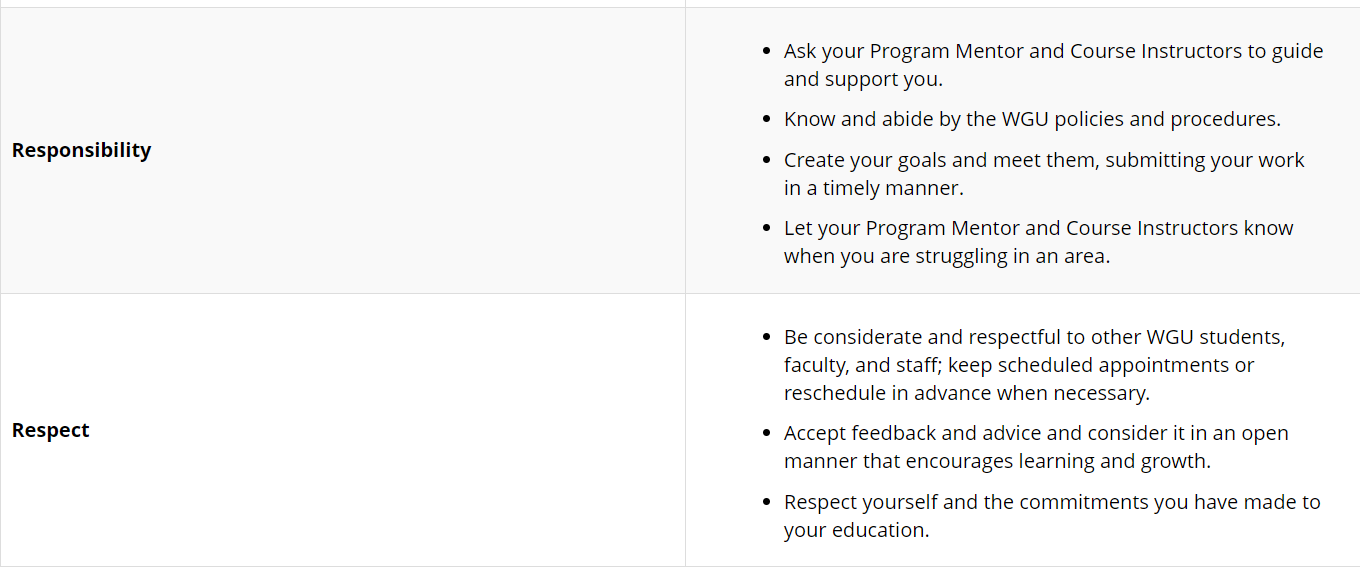 Responsibility
Ask your Program Mentor and Course Instructors to guide
and support you.
Know and abide by the WGU policies and procedures.
Create your goals and meet them, submitting your work
in a timely manner.
Let your Program Mentor and Course Instructors know
when you are struggling in an area.
Respect
Be considerate and respectful to other WGU students,
faculty, and staff; keep scheduled appointments or
reschedule in advance when necessary.
Accept feedback and advice and consider it in an open
manner that encourages learning and growth.
Respect yourself and the commitments you have made to
your education.